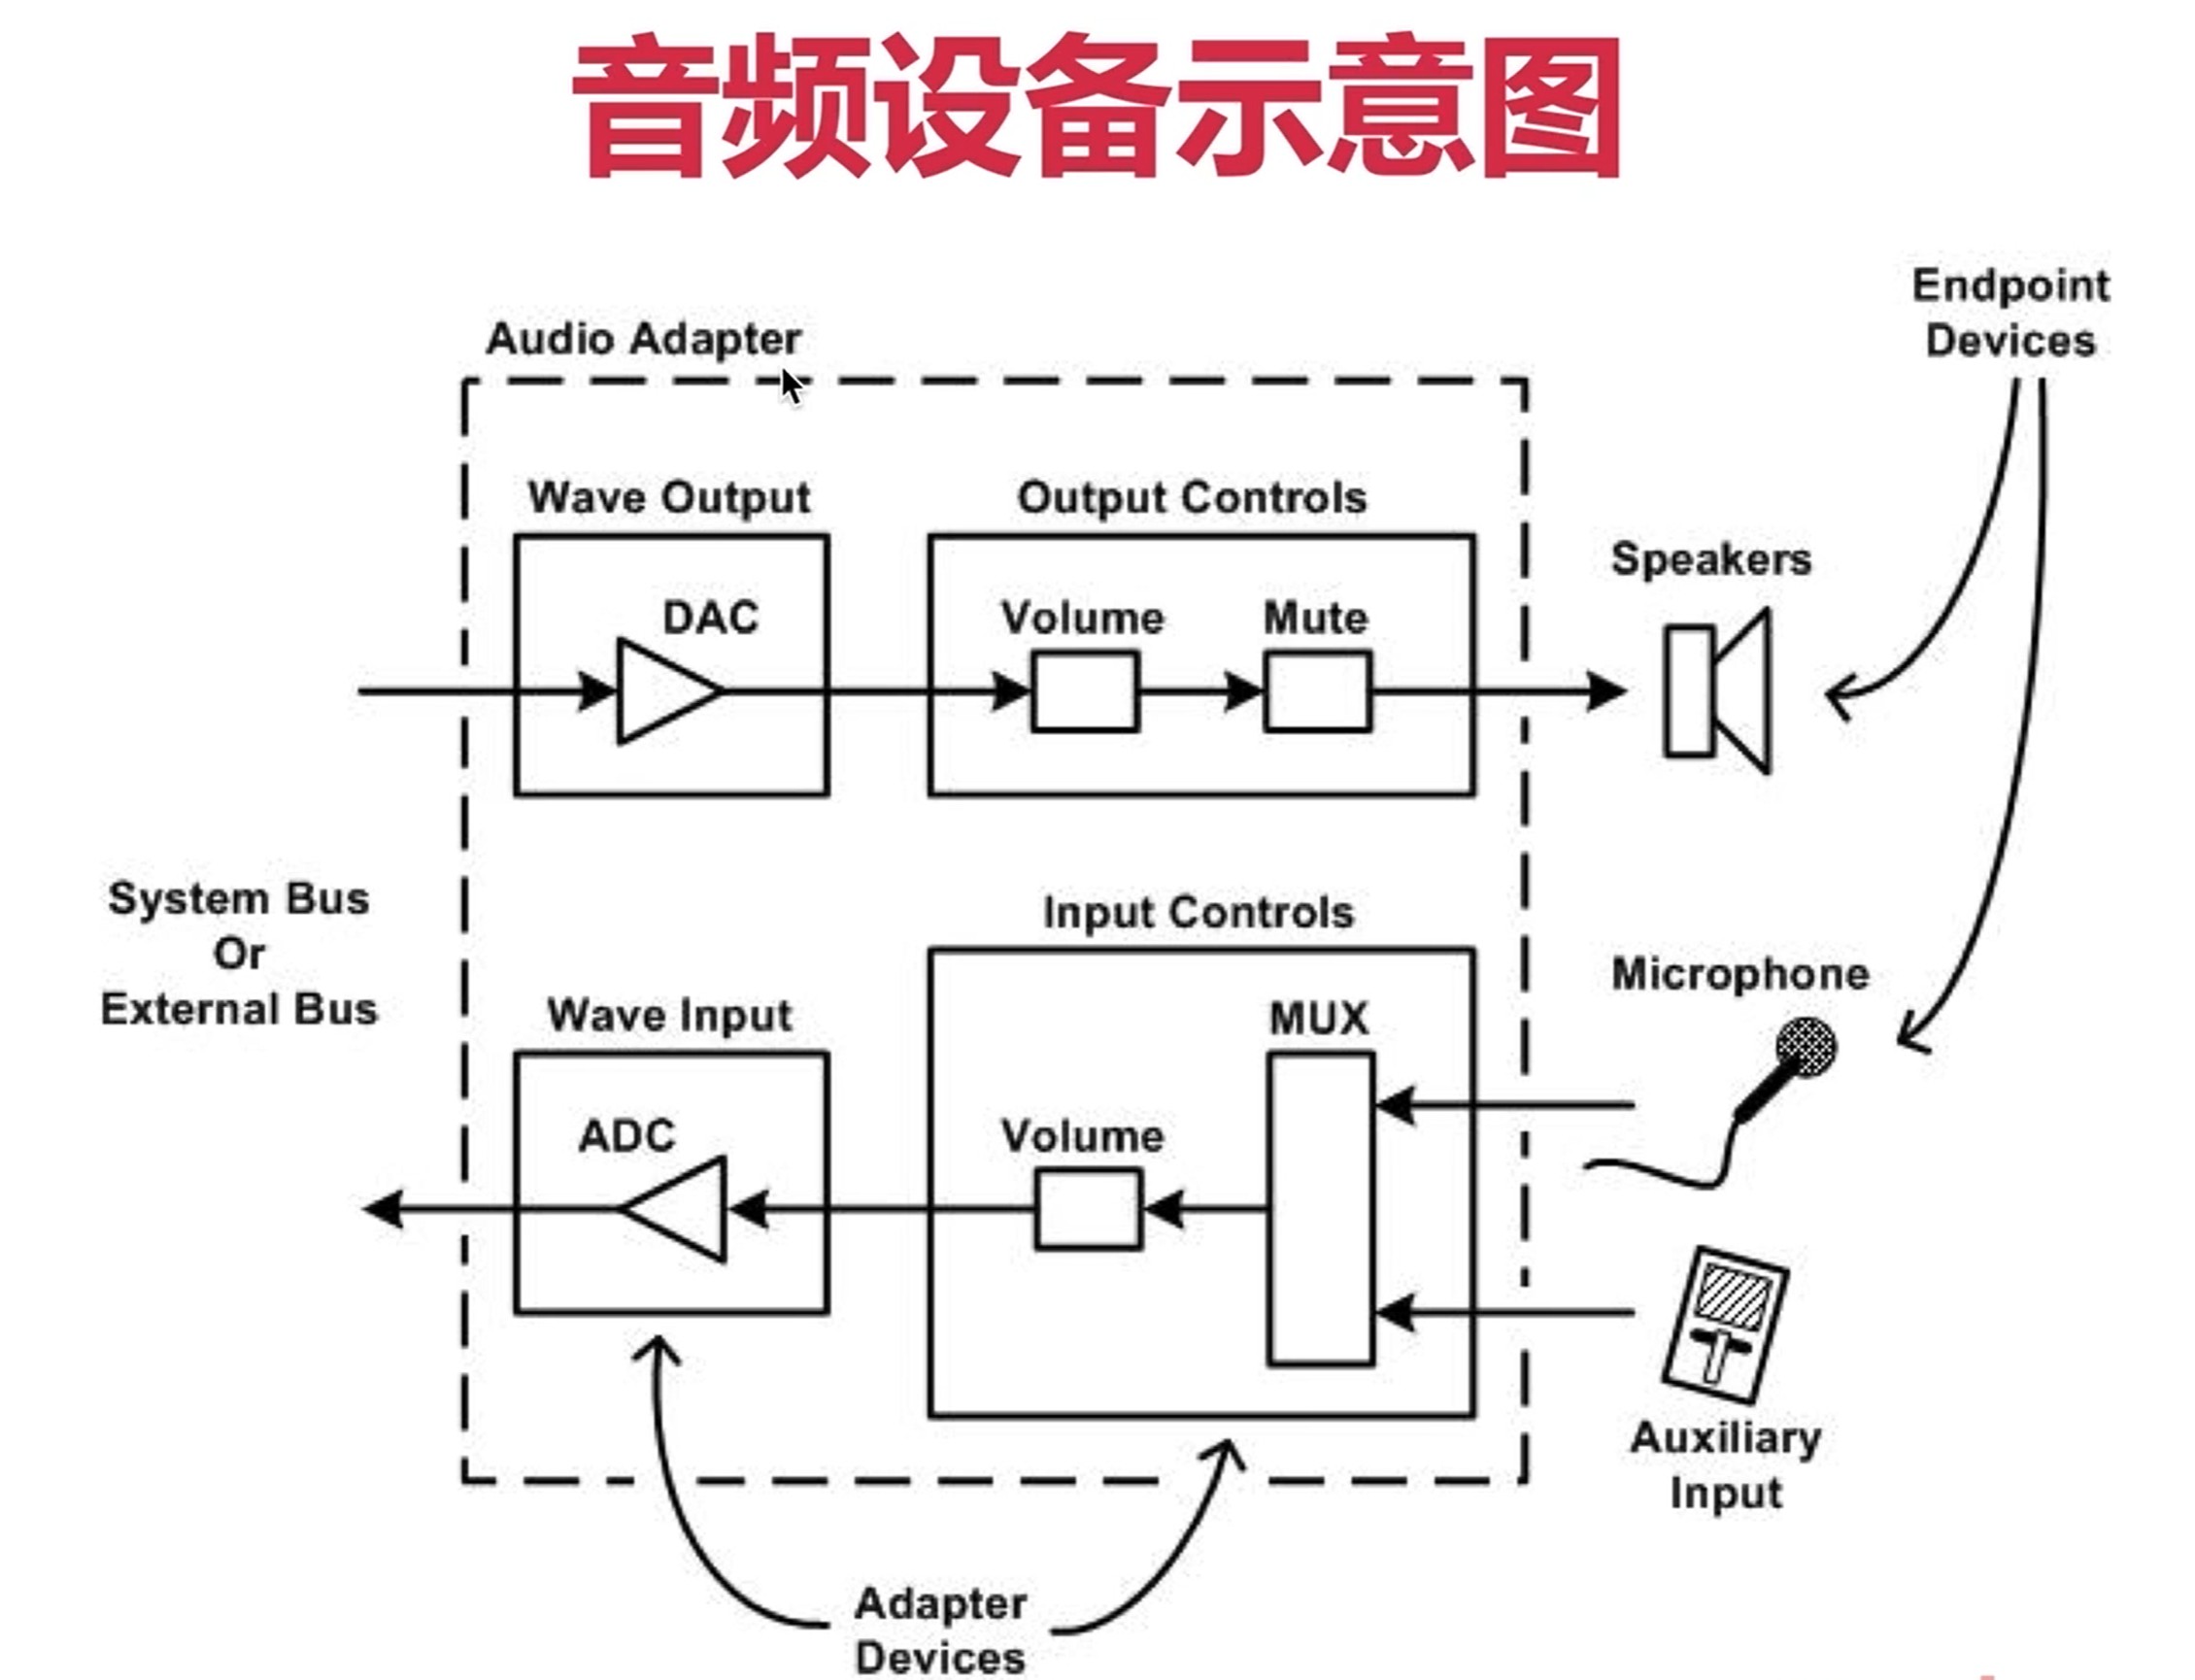 音频设备示意图
Endpoint
Devices
Audio Adapter
Wave Output
Output Controls
Speakers
DAC
Volume
Mute
System Bus
Or
External Bus
Input Controls
Microphone
Wave Input
MUX
ADC
Volume
Auxiliary
Input
Adapter
Devices